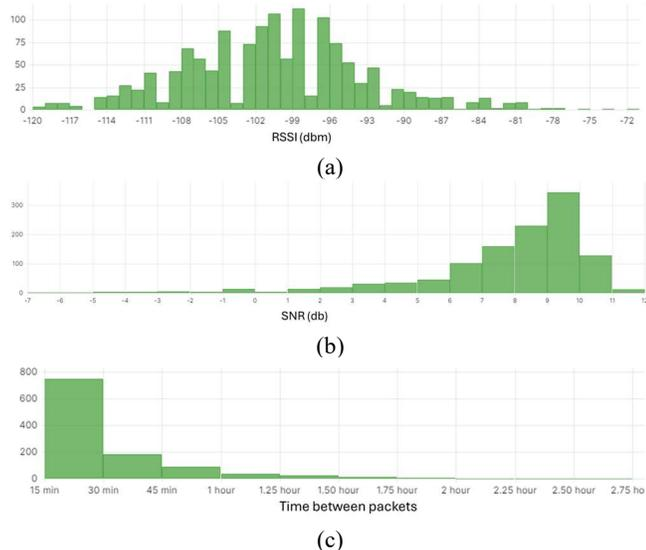 100
75
50
25
0
-120 -117 -114 -111 -108 -105 -102 -99 -96 -93 -90 -87 -84 -81 -78 -75 -72
RSSI (dbm)
(a)
300
200
100
0
-7 -6 -5 -4 -3 -2 -1 0 1 2 3 4 5 6 7 8 9 10 11 12
SNR (db)
(b)
800
600
400
200
0
15 min 30 min 45 min 1 hour 1.25 hour 1.50 hour 1.75 hour 2 hour 2.25 hour 2.50 hour 2.75 ho
Time between packets
(c)